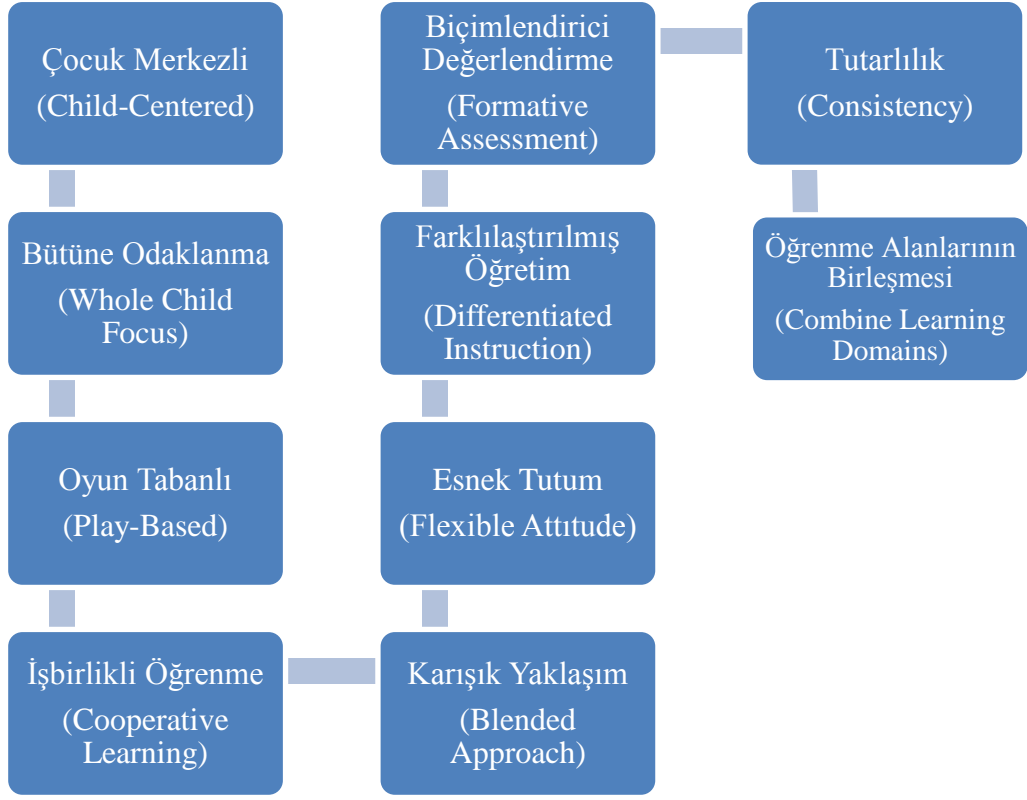 Çocuk Merkezli
(Child-Centered)
Bütüne Odaklanma
(Whole Child
Focus)
Oyun Tabanlı
(Play-Based)
İşbirlikli Öğrenme
(Cooperative
Learning)
Karışık Yaklaşım
(Blended
Approach)
Esnek Tutum
(Flexible Attıtude)
Farklılaştırılmış
Öğretim
(Differentiated
Instruction)
Biçimlendirici
Değerlendirme
(Formative
Assessment)
Tutarlılık
(Consistency)
Öğrenme Alanlarının
Birleşmesi
(Combine Learning
Domains)